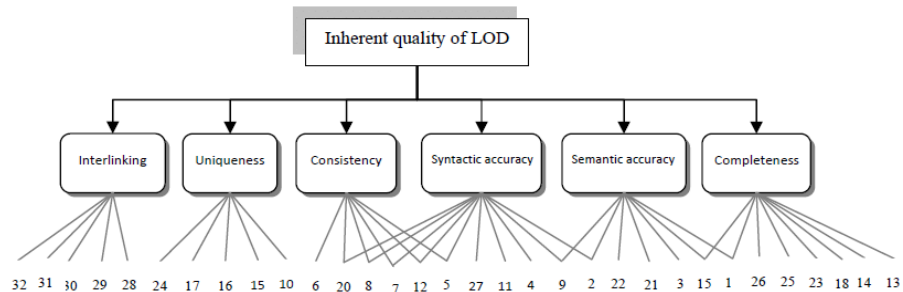 Inherent quality of LOD
Interlinking Uniqueness Consistency Syntactic accuracy Semantic accuracy Completeness
32 31 30 29 28 24 17 16 15 10 6 20 8 7 12 5 27 11 4 9 2 22 21 3 15 1 26 25 23 18 14 13